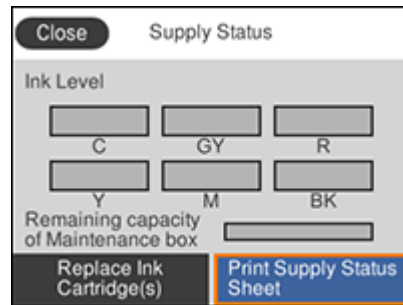 Close
Supply Status
Ink Level
C GY R
Y M BK
Remaining capacity
of Maintenance box
Replace Ink
Cartridge(s)
Print Supply Status
Sheet